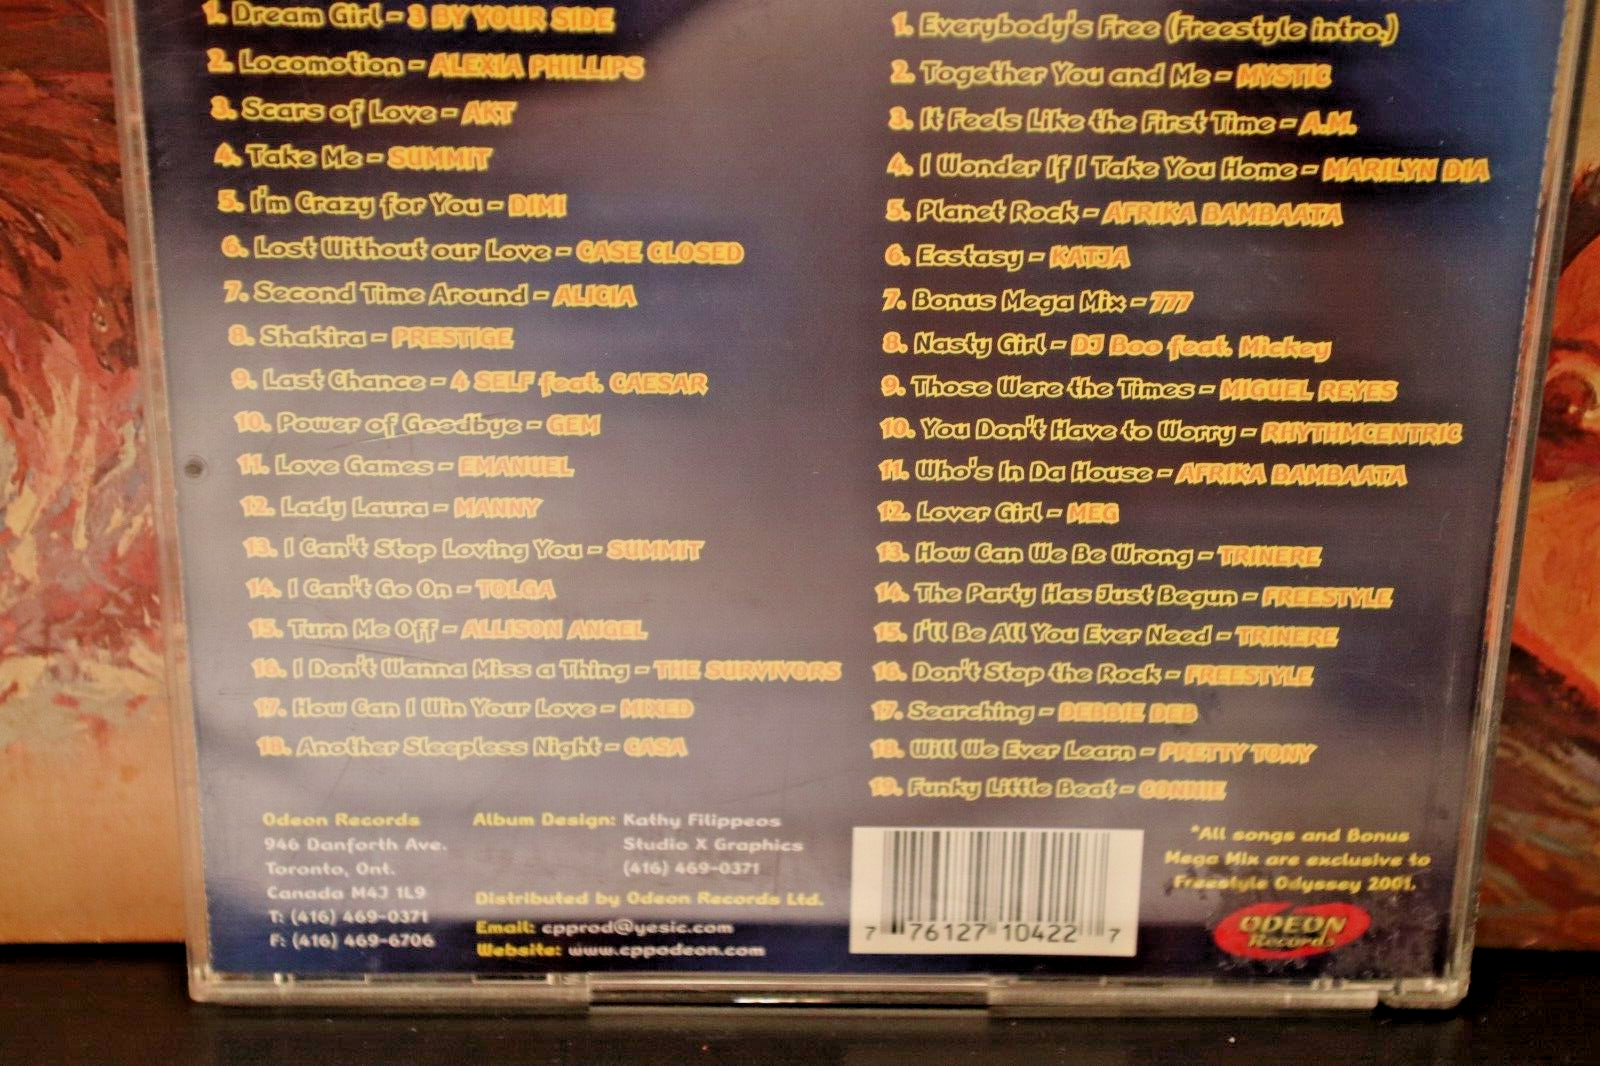 1. Dream Girl - 3 BY YOUR SIDE
2. Locomotion - ALEXIA PHILLIPS
3. Scars of Love - AKT
4. Take Me - SUMMIT
5. I'm Crazy for You - DIMI
6. Lost Without our Love - CASE CLOSED
7. Second Time Around - ALICIA
8. Shakira - PRESTIGE
9. Last Chance - 4 SELF feat. CAESAR
10. Power of Goodbye - GEM
11. Love Games - EMANUEL
12. Lady Laura - MANNY
13. I Can't Stop Loving You - SUMMIT
14. I Can't Go On - TOLGA
15. Turn Me Off - ALLISON ANGEL
16. I Don't Wanna Miss a Thing - THE SURVIVORS
17. How Can I Win Your Love - MIXED
18. Another Sleepless Night - CASA
1. Everybody's Free (Freestyle intro.)
2. Together You and Me - MYSTIC
3. It Feels Like the First Time - A.M.
4. I Wonder If I Take You Home - MARILYN DIA
5. Planet Rock - AFRIKA BAMBAATA
6. Ecstasy - KATJA
7. Bonus Mega Mix - 777
8. Nasty Girl - DJ Boo feat. Mickey
9. Those Were the Times - MIGUEL REYES
10. You Don't Have to Worry - RHYTHMCENTRIC
11. Who's In Da House - AFRIKA BAMBAATA
12. Lover Girl - MEG
13. How Can We Be Wrong - TRINERE
14. The Party Has Just Begun - FREESTYLE
15. I'll Be All You Ever Need - TRINERE
16. Don't Stop the Rock - FREESTYLE
17. Searching - DEBBIE DEB
18. Will We Ever Learn - PRETTY TONY
19. Funky Little Beat - CONNIE
Odeon Records
946 Danforth Ave.
Toronto, Ont.
Canada M4J 1L9
T: (416) 469-0371
F: (416) 469-6706
Album Design: Kathy Filippeos
Studio X Graphics
(416) 469-0371
Distributed by Odeon Records Ltd.
Email: cpprod@yesic.com
Website: www.cppodeon.com
7 76127 10422 7
*All songs and Bonus
Mega Mix are exclusive to
Freestyle Odyssey 2001.
ODEON
Records